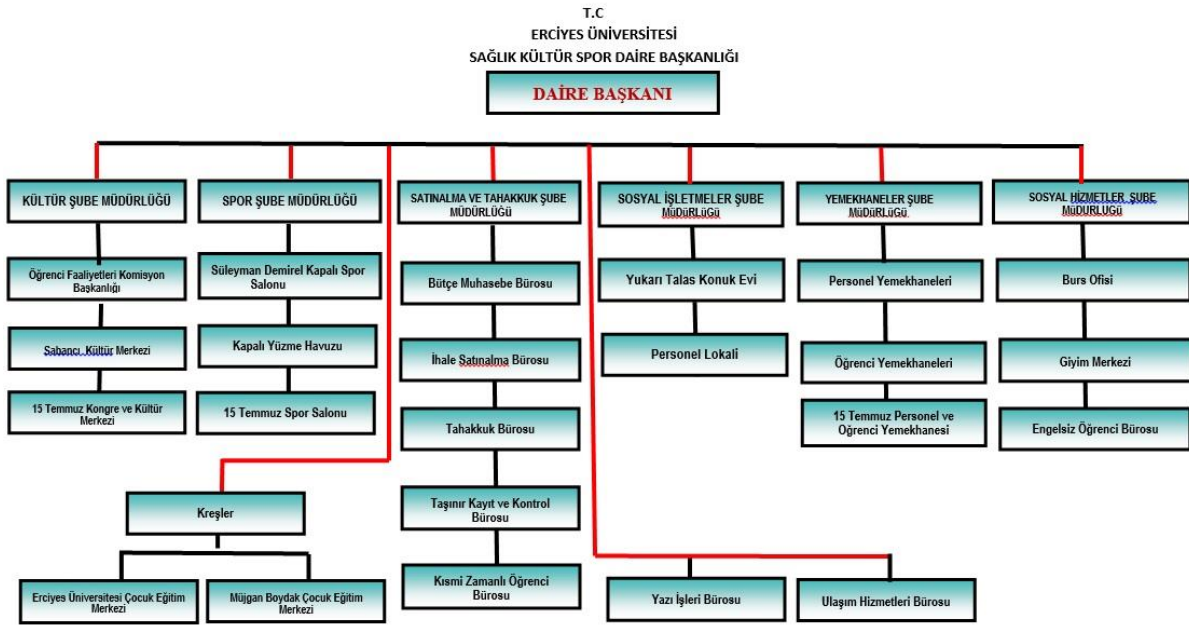 T.C
ERCİYES ÜNİVERSİTESİ
SAĞLIK KÜLTÜR SPOR DAİRE BAŞKANLIĞI
DAİRE BAŞKANI
KÜLTÜR ŞUBE MÜDÜRLÜĞÜ
Öğrenci Faaliyetleri Komisyon
Başkanlığı
Sabancı Kültür Merkezi
15 Temmuz Kongre ve Kültür
Merkezi
SPOR ŞUBE MÜDÜRLÜĞÜ
Süleyman Demirel Kapalı Spor
Salonu
Kapalı Yüzme Havuzu
15 Temmuz Spor Salonu
SATINALMA VE TAHAKKUK ŞUBE
MÜDÜRLÜĞÜ
Bütçe Muhasebe Bürosu
İhale Satınalma Bürosu
Tahakkuk Bürosu
Taşınır Kayıt ve Kontrol
Bürosu
Kısmi Zamanlı Öğrenci
Bürosu
SOSYAL İŞLETMELER ŞUBE
MüDÜRLüĞÜ
Yukarı Talas Konuk Evi
Personel Lokali
YEMEKHANELER ŞUBE
MüDÜRLüĞÜ
Personel Yemekhaneleri
Öğrenci Yemekhaneleri
15 Temmuz Personel ve
Öğrenci Yemekhanesi
SOSYAL HİZMETLER ŞUBE
MüDÜRLÜĞÜ
Burs Ofisi
Giyim Merkezi
Engelsiz Öğrenci Bürosu
Kreşler
Erciyes Üniversitesi Çocuk Eğitim
Merkezi
Müjgan Boydak Çocuk Eğitim
Merkezi
Yazı İşleri Bürosu
Ulaşım Hizmetleri Bürosu